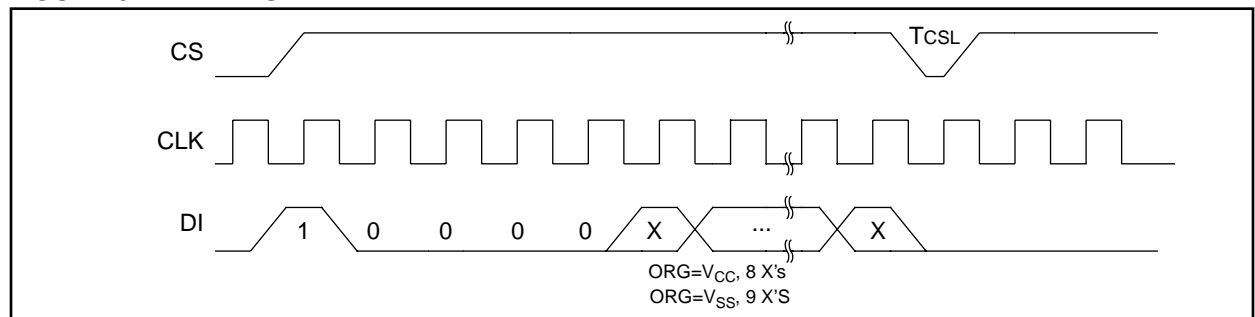 CS
TCSL
CLK
DI
1 0 0 0 0 X ... X
ORG=VCC, 8 X's
ORG=VSS, 9 X'S